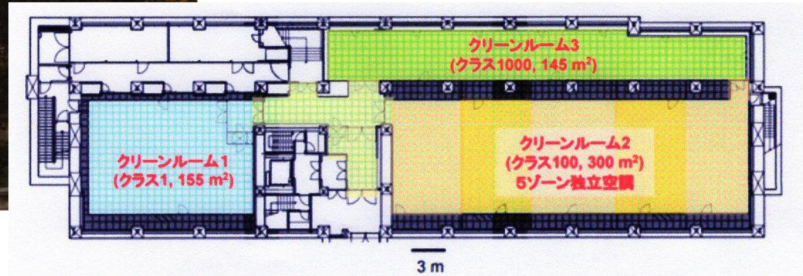 クリーンルーム3
(クラス1000, 145 m²)
クリーンルーム1
(クラス1, 155 m²)
クリーンルーム2
(クラス100, 300 m²)
5ゾーン独立空調
3 m